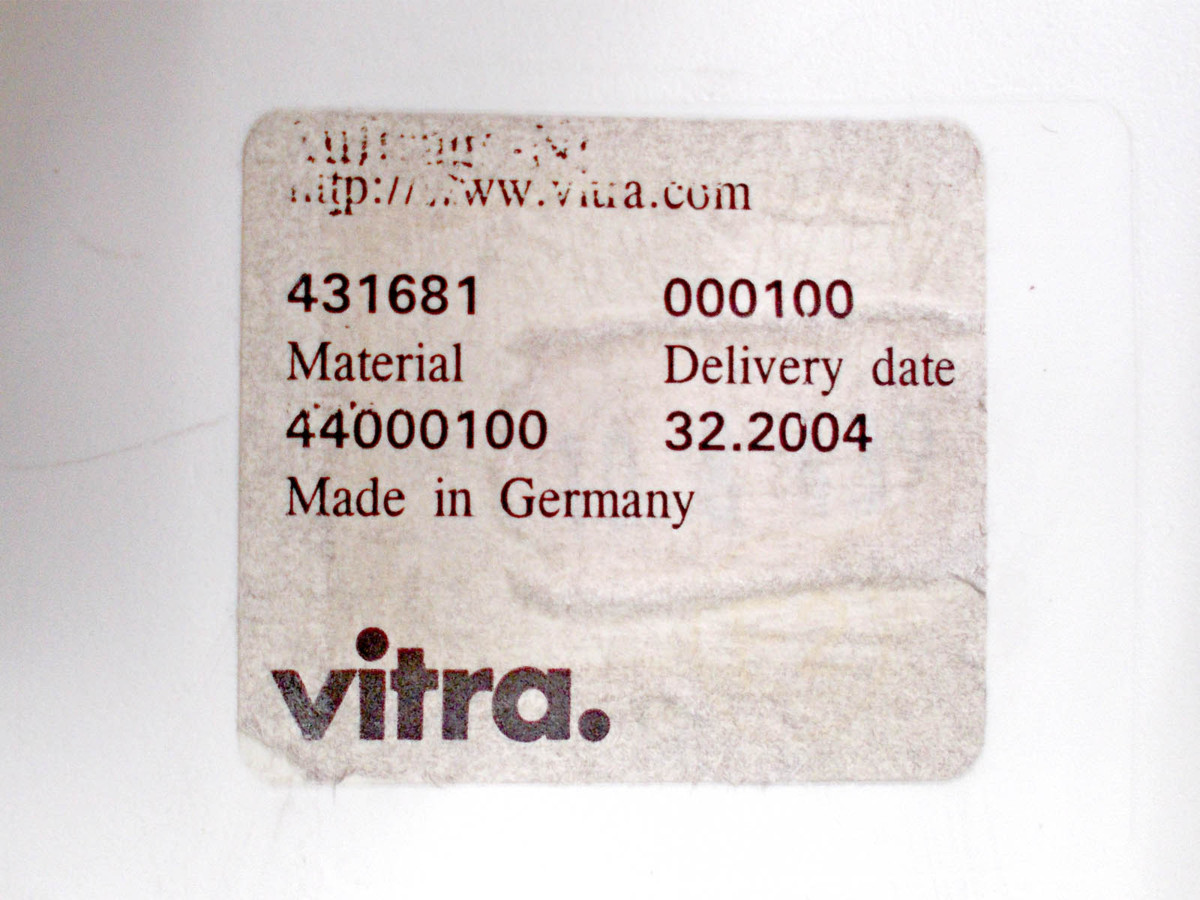 http://www.vitra.com
431681 000100
Material Delivery date
44000100 32.2004
Made in Germany
vitra.